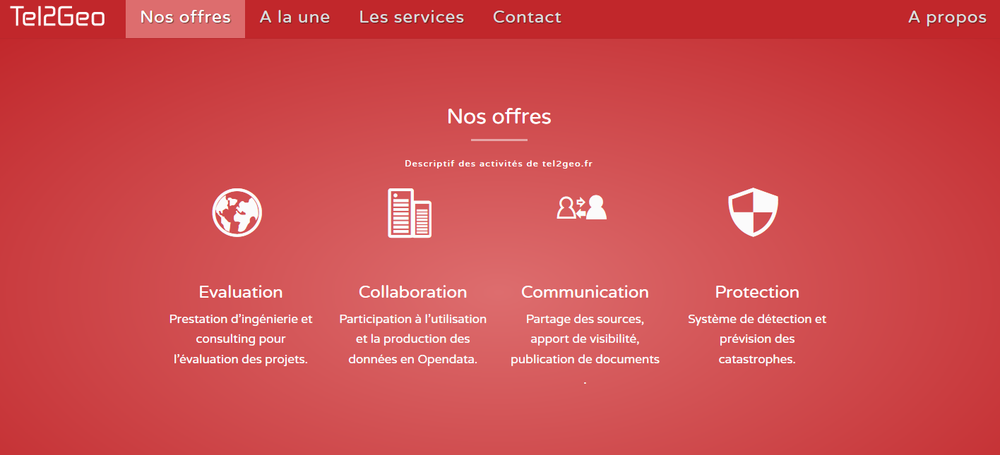 Tel2Geo Nos offres A la une Les services Contact A propos
Nos offres
Descriptif des activités de tel2geo.fr
Evaluation
Prestation d'ingénierie et
consulting pour
l'évaluation des projets.
Collaboration
Participation à l'utilisation
et la production des
données en Opendata.
Communication
Partage des sources,
apport de visibilité,
publication de documents
.
Protection
Système de détection et
prévision des
catastrophes.